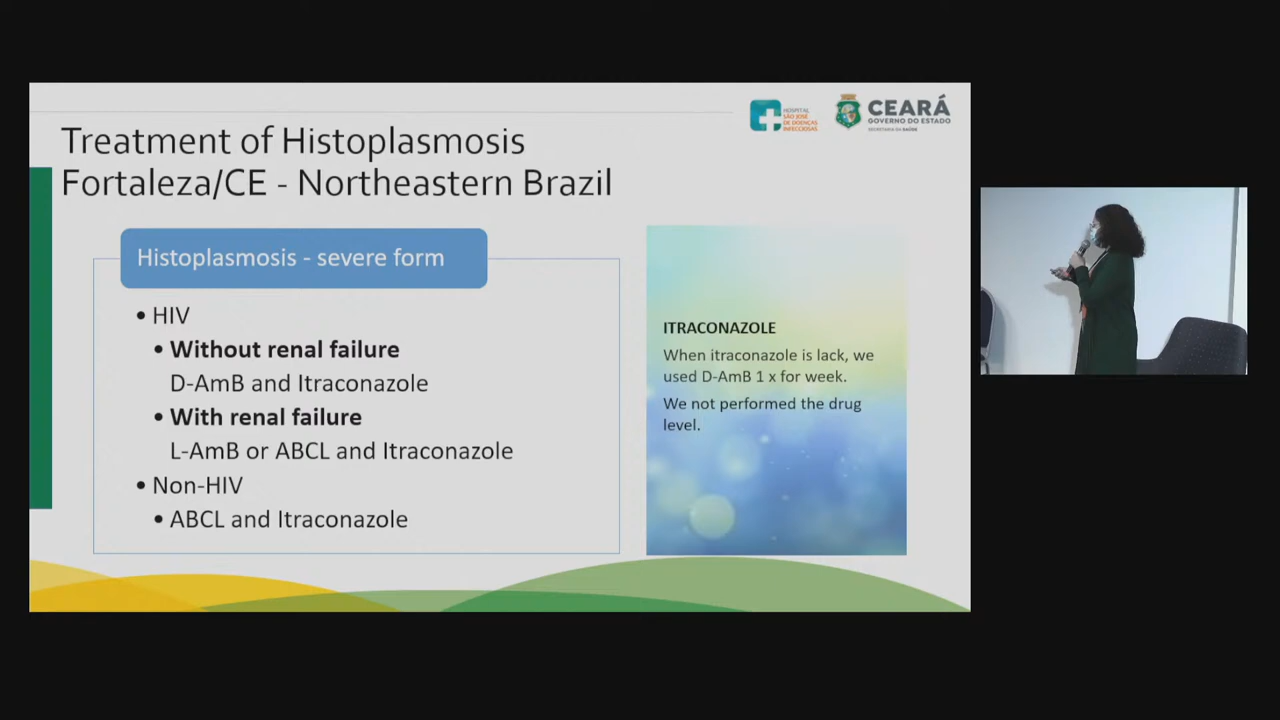 HOSPITAL
SÃO JOSÉ
DE DOENÇAS
INFECCIOSAS
CEARÁ
GOVERNO DO ESTADO
SECRETARIA DA SAÚDE
Treatment of Histoplasmosis
Fortaleza/CE - Northeastern Brazil
Histoplasmosis - severe form
• HIV
• Without renal failure
D-AmB and Itraconazole
• With renal failure
L-AmB or ABCL and Itraconazole
• Non-HIV
• ABCL and Itraconazole
ITRACONAZOLE
When itraconazole is lack, we
used D-AmB 1 x for week.
We not performed the drug
level.